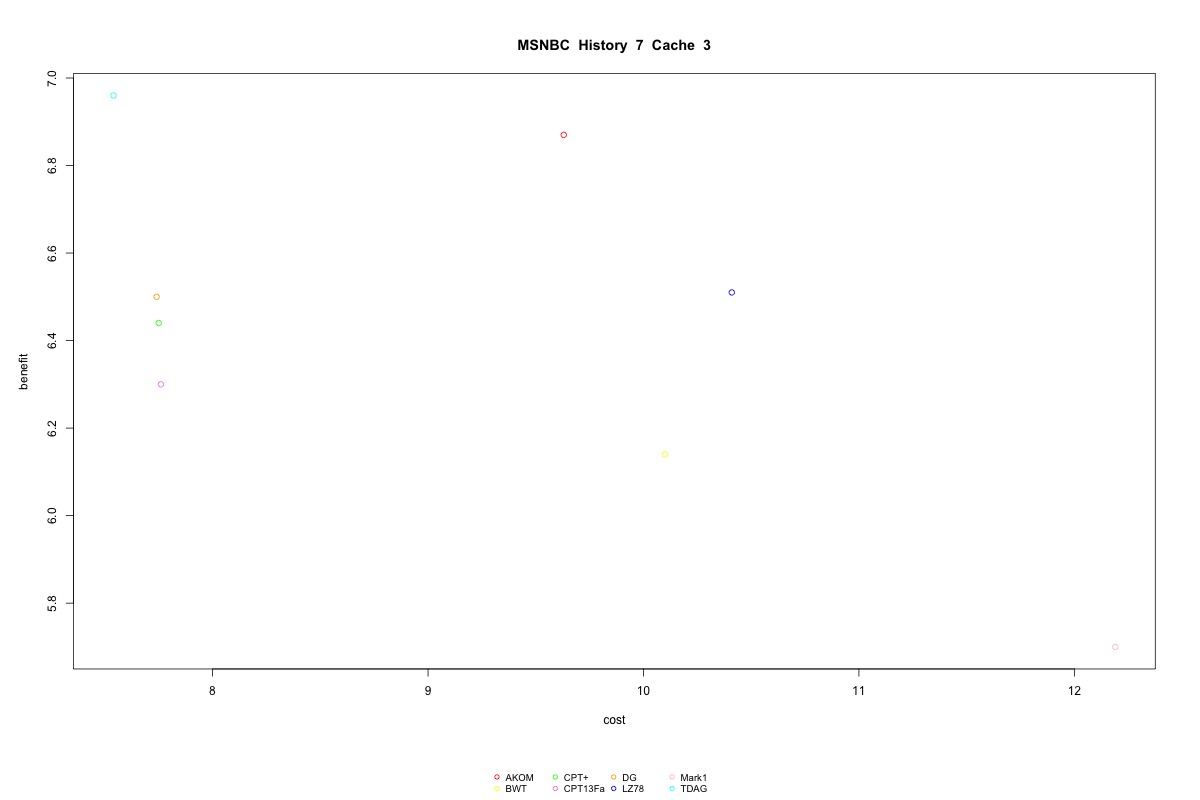 MSNBC History 7 Cache 3
7.0
6.8
6.6
6.4
6.2
6.0
5.8
benefit
8 9 10 11 12
cost
AKOM CPT+ DG Mark1
BWT CPT13Fa LZ78 TDAG